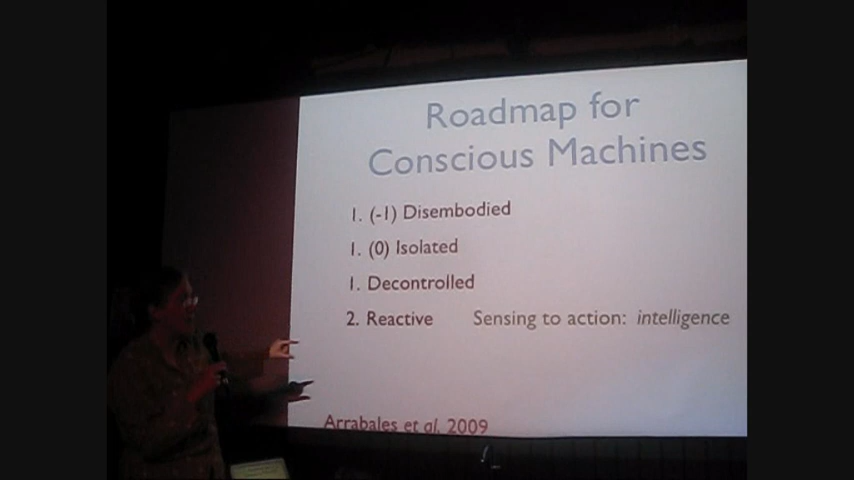 Roadmap for
Conscious Machines
1. (-1) Disembodied
1. (0) Isolated
1. Decontrolled
2. Reactive Sensing to action: intelligence
Arrabales et al. 2009